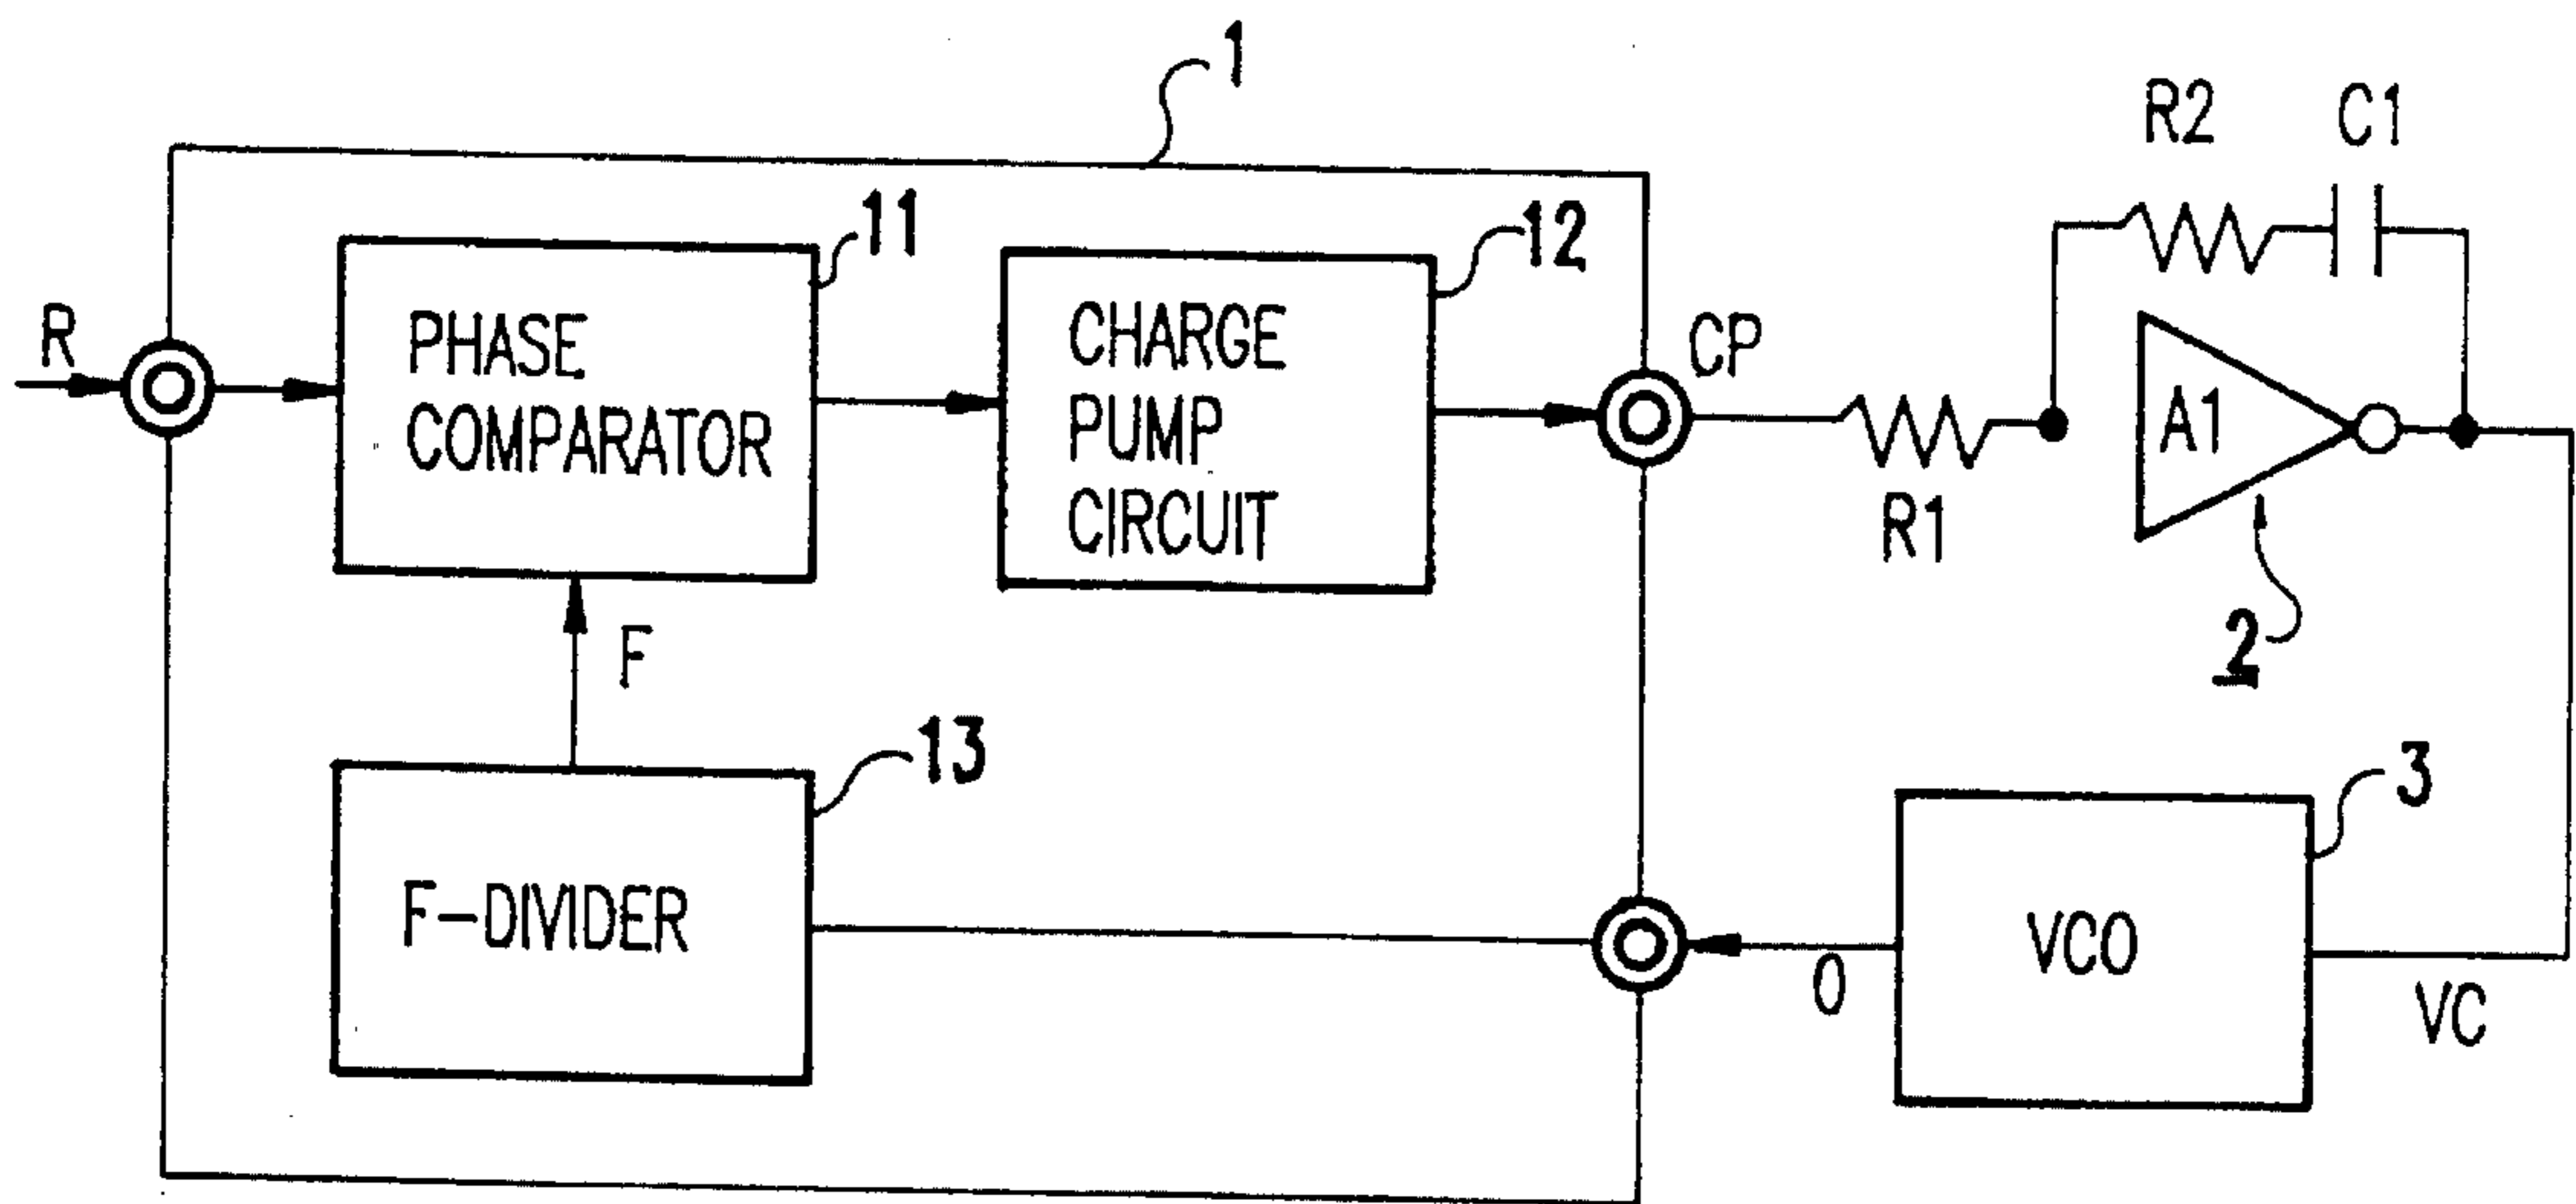 1
R2
C1
11
12
R
PHASE
COMPARATOR
CHARGE
PUMP
CIRCUIT
CP
R1
A1
2
F
13
F-DIVIDER
O
VCO
3
VC